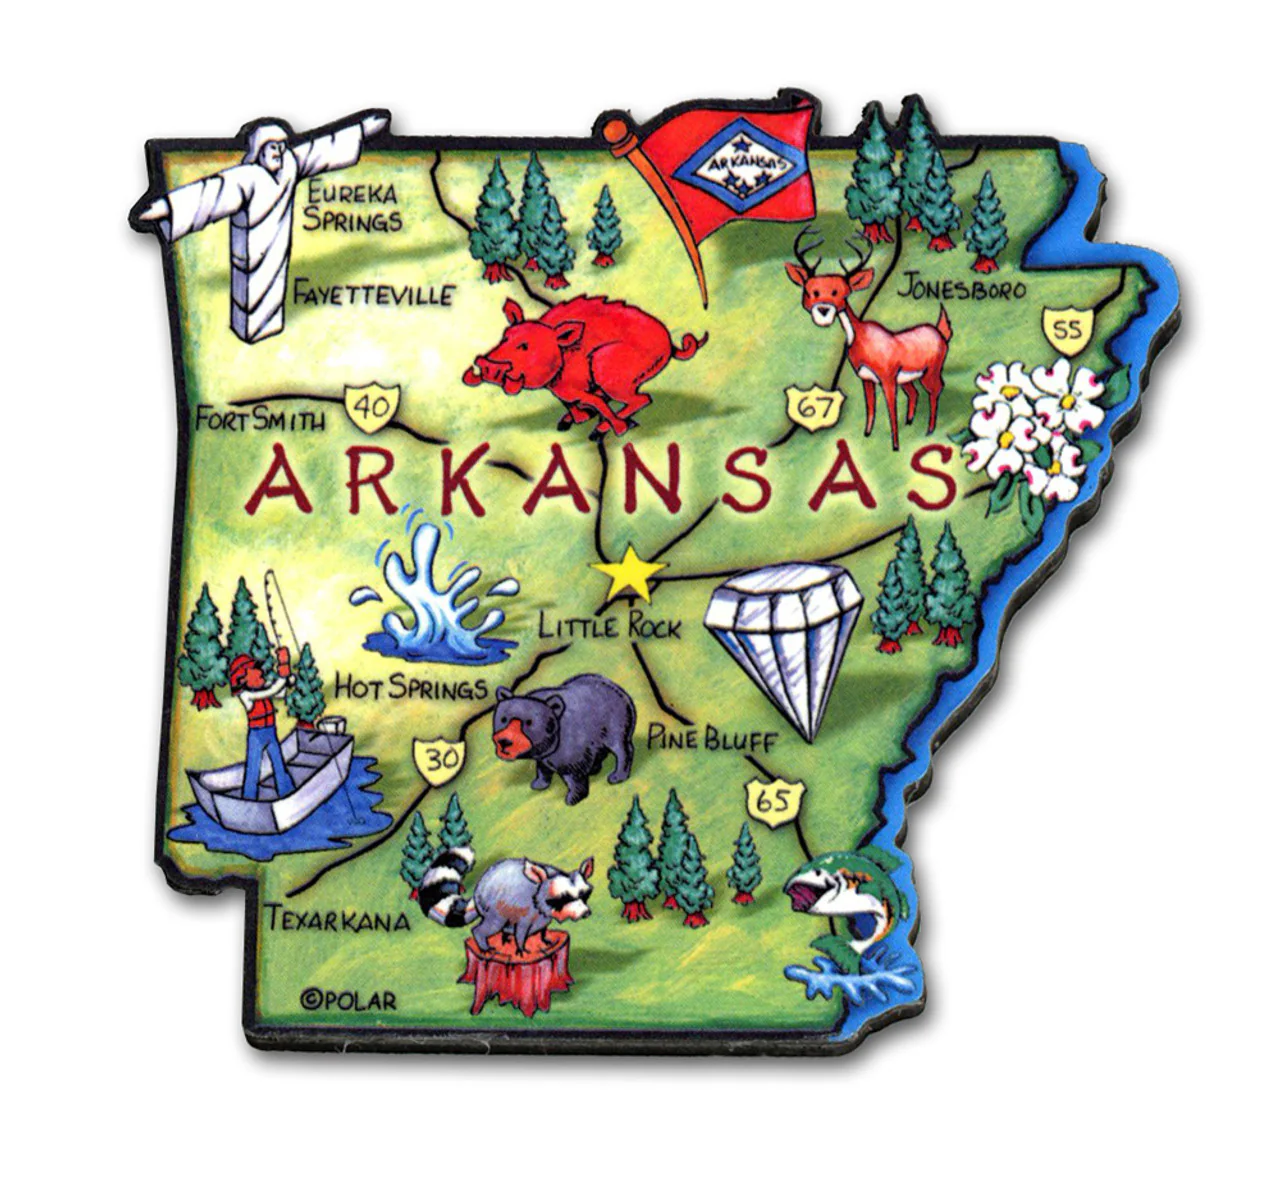 ARKANSAS
EUREKA
SPRINGS
FAYETTEVILLE
JONESBORO
55
FORT SMITH
40
67
ARKANSAS
LITTLE ROCK
HOT SPRINGS
PINE BLUFF
30
65
TEXARKANA
©POLAR